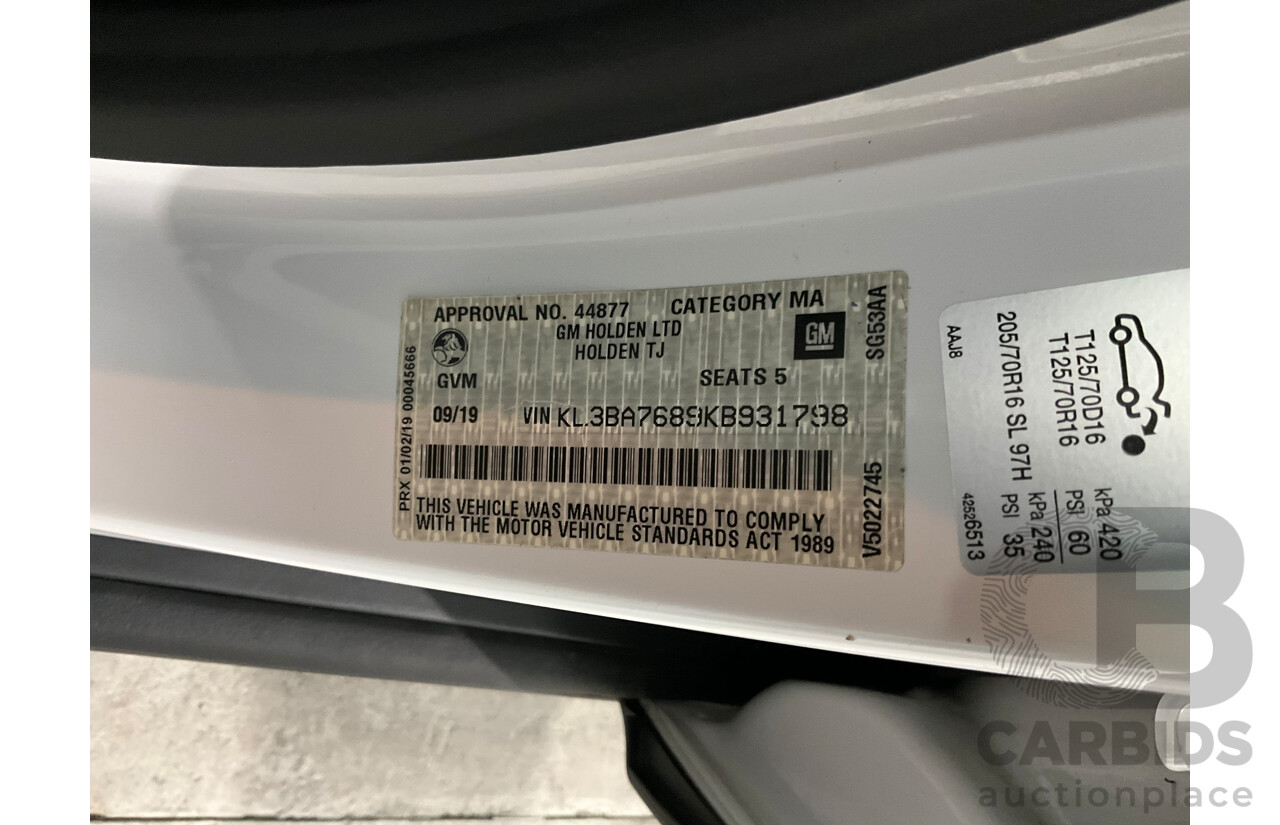 APPROVAL NO. 44877 CATEGORY MA
GM HOLDEN LTD
HOLDEN TJ
GM
GVM SEATS 5
09/19 VIN KL3BA7689KB931798
THIS VEHICLE WAS MANUFACTURED TO COMPLY
WITH THE MOTOR VEHICLE STANDARDS ACT 1989
PRX 01/02/19 00045666
V5022745 SG53AA
AAJ8
42526513
205/70R16 SL 97H
kPa 240
PSI 35
T125/70D16
T125/70R16
kPa 420
PSI 60
CB
CARBIDS
auctionplace